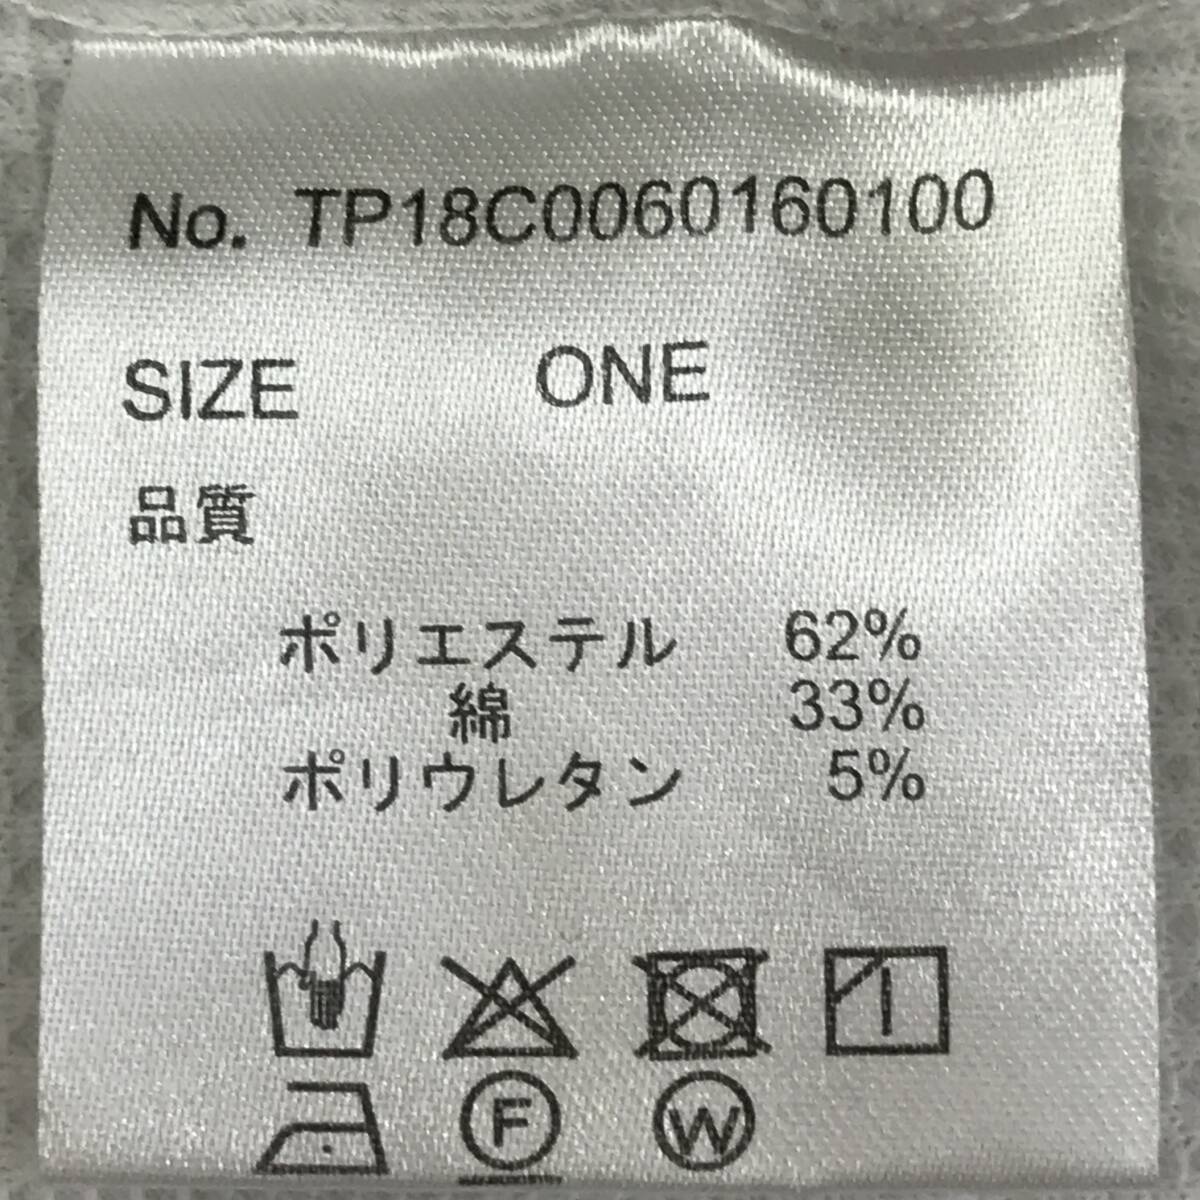 No. TP18C0060160100
SIZE ONE
品質
ポリエステル 62%
綿 33%
ポリウレタン 5%
F W